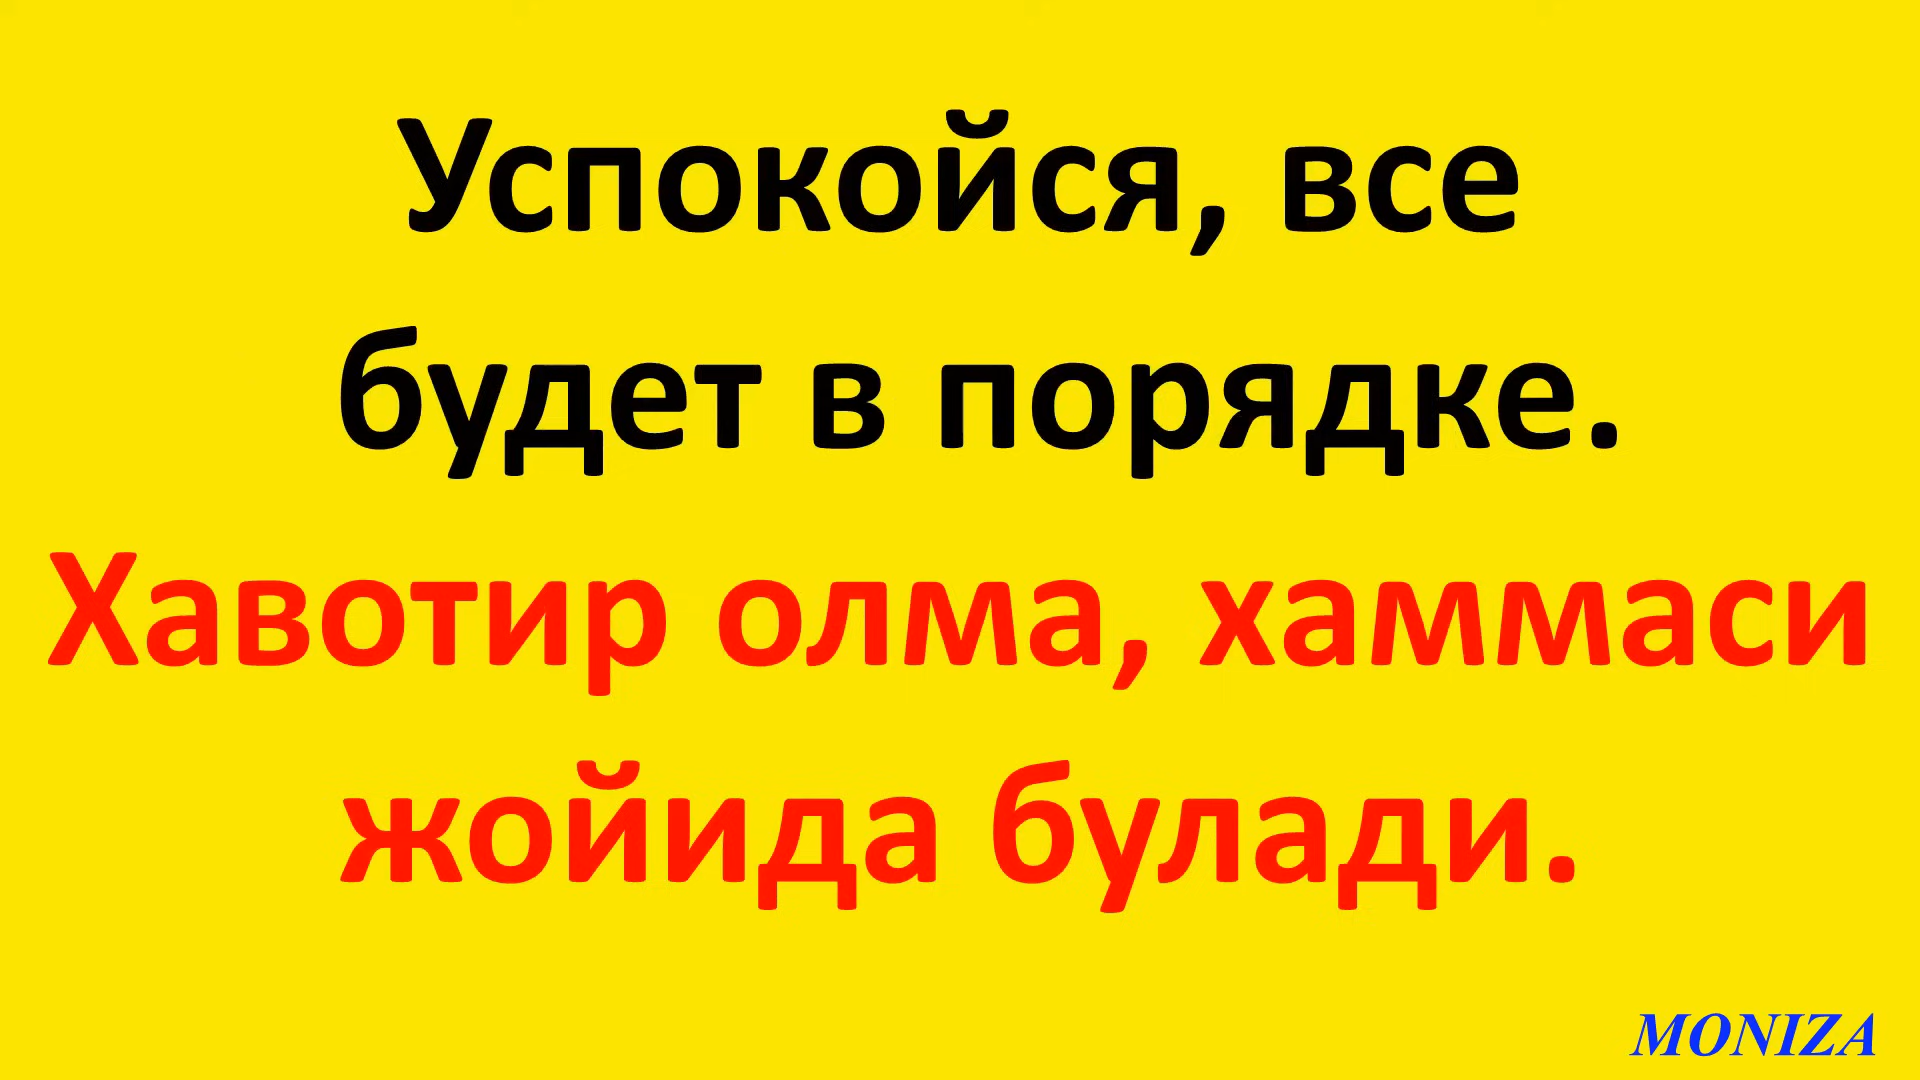 Успокойся, все
будет в порядке.
Хавотир олма, хаммаси
жойида булади.
MONIZA